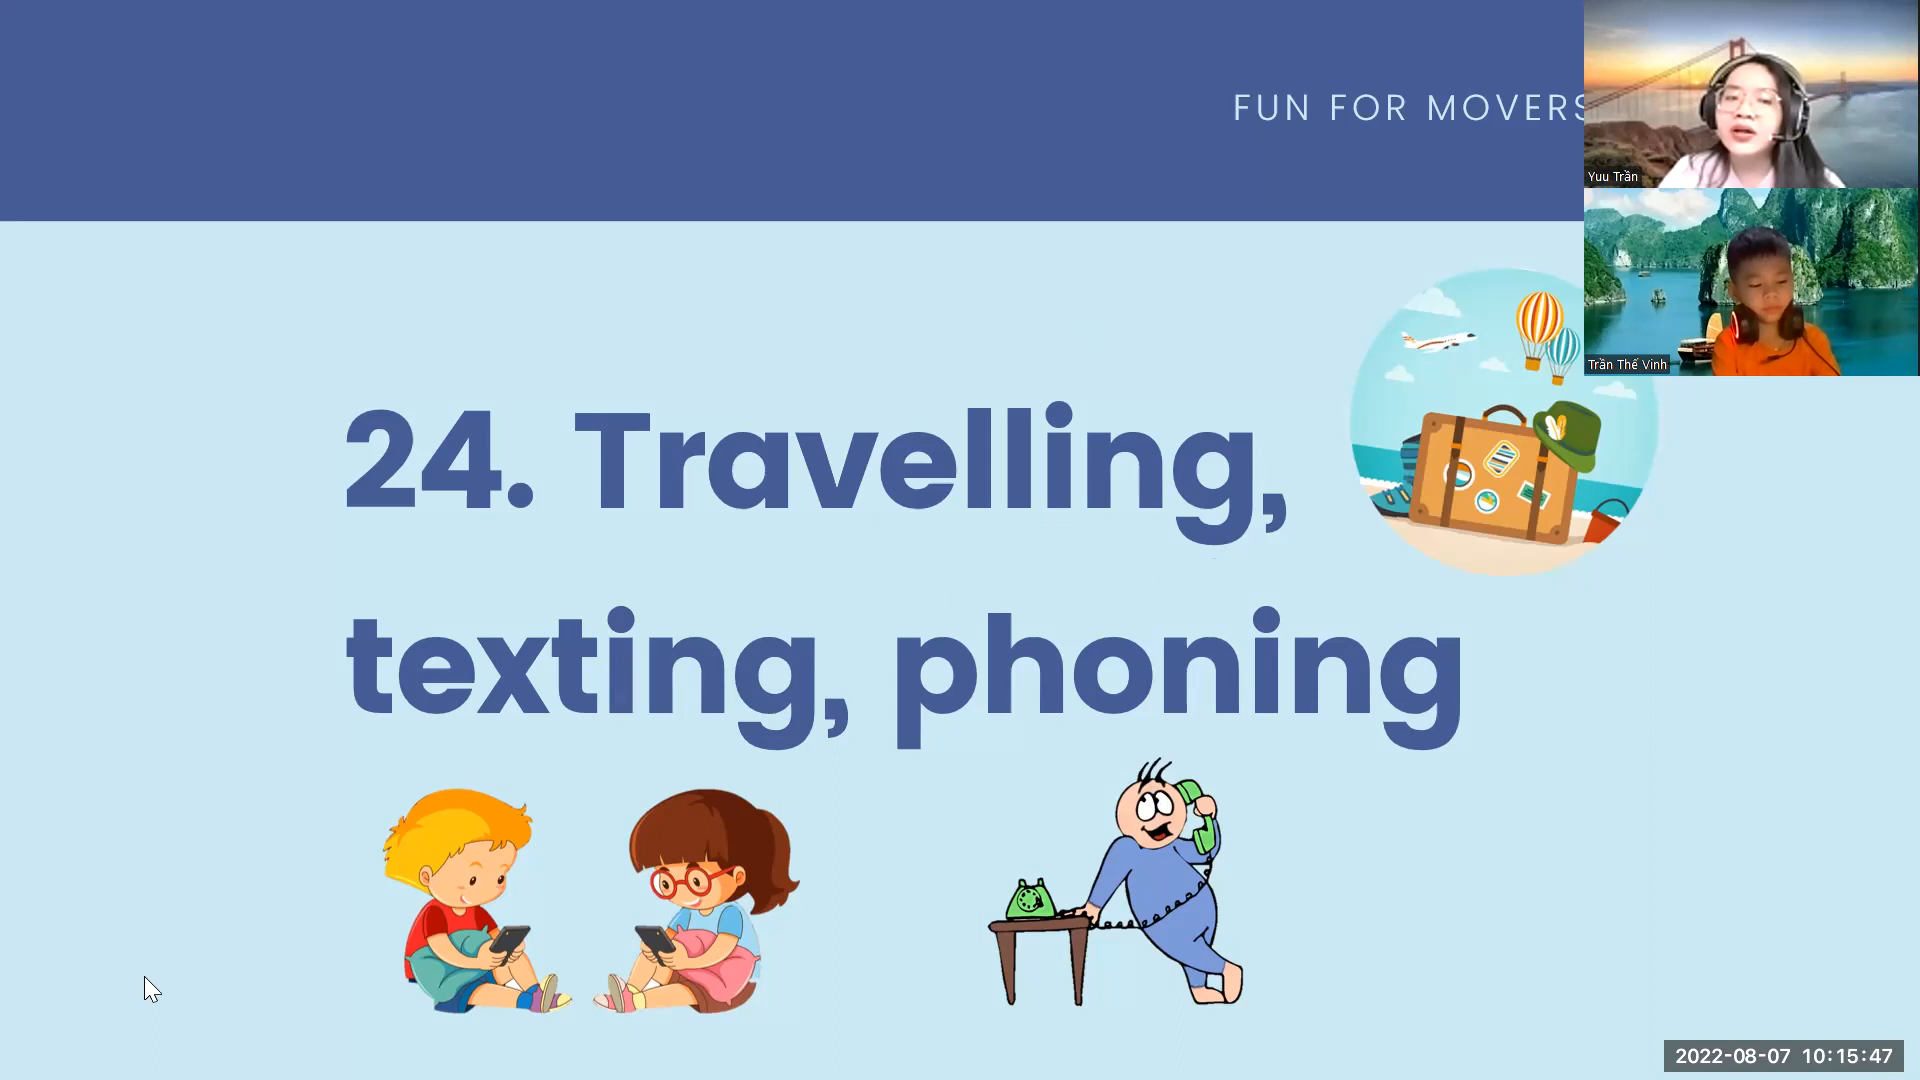 FUN FOR MOVERS
Yuu Trần
Trần Thế Vinh
24. Travelling,
texting, phoning
2022-08-07 10:15:47